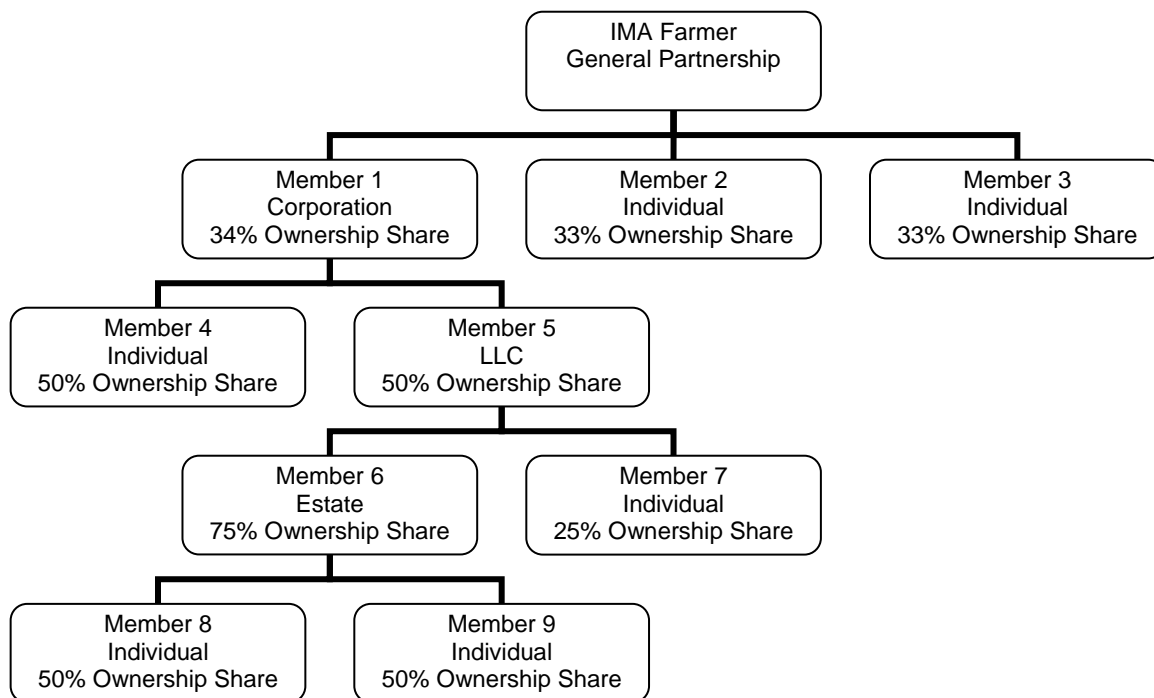 IMA Farmer
General Partnership
Member 1
Corporation
34% Ownership Share
Member 2
Individual
33% Ownership Share
Member 3
Individual
33% Ownership Share
Member 4
Individual
50% Ownership Share
Member 5
LLC
50% Ownership Share
Member 6
Estate
75% Ownership Share
Member 7
Individual
25% Ownership Share
Member 8
Individual
50% Ownership Share
Member 9
Individual
50% Ownership Share